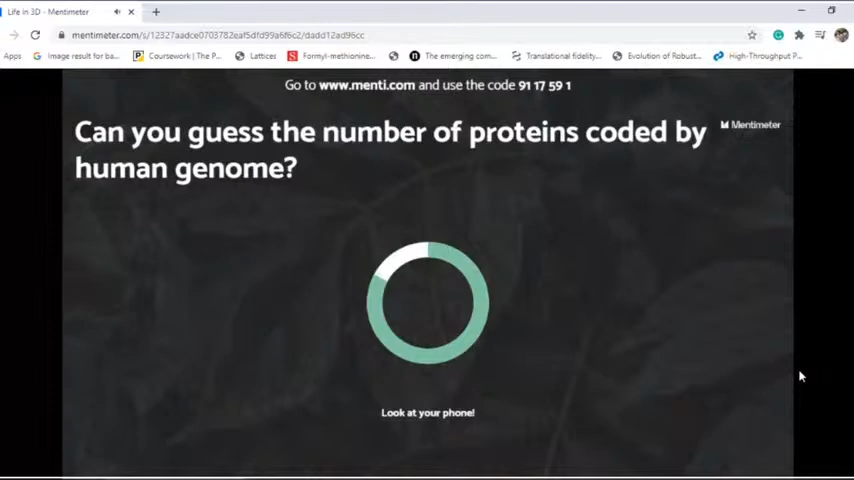 Life in 3D - Mentimeter
mentimeter.com/s/12327aadce0703782eaf5dfd99a6f6c2/dadd12ad96cc
Apps Image result for ba... Coursework | The P... Lattices Formyl-methionine... The emerging com... Translational fidelity... Evolution of Robust... High-Throughput P...
Go to www.menti.com and use the code 91 17 59 1
Can you guess the number of proteins coded by
human genome?
Mentimeter
Look at your phone!